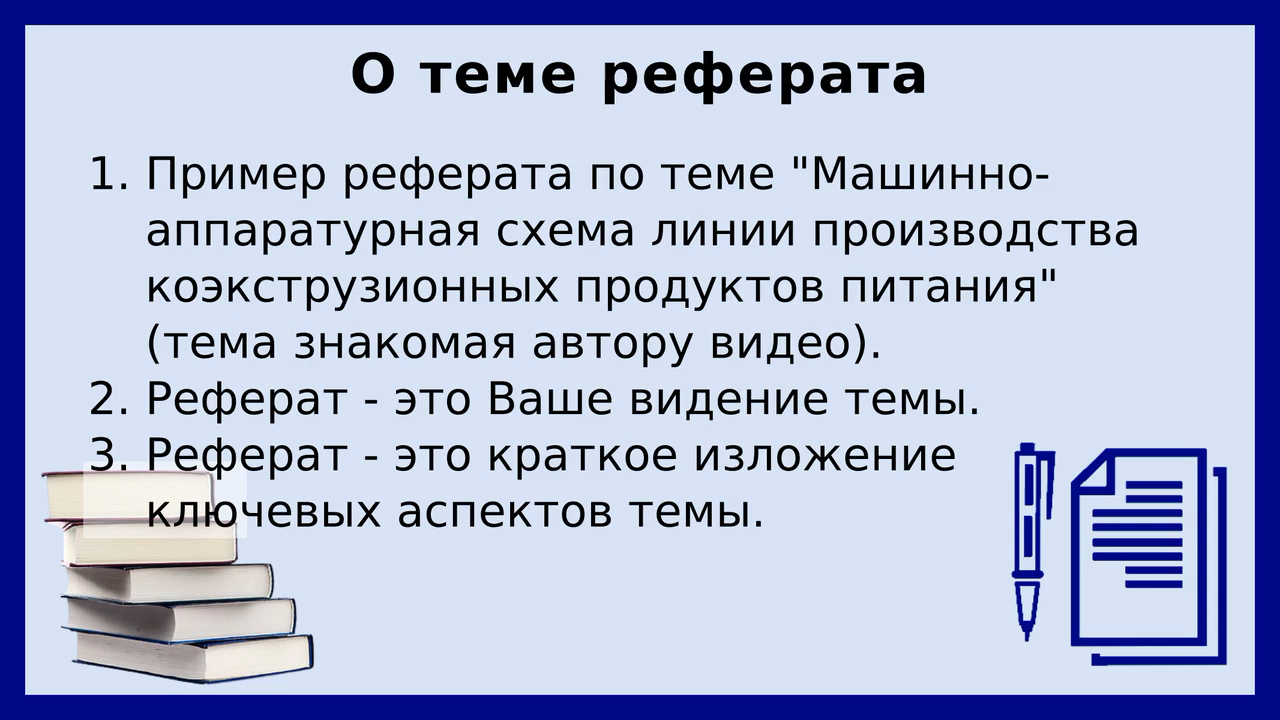 О теме реферата
1. Пример реферата по теме "Машинно-
аппаратурная схема линии производства
коэкструзионных продуктов питания"
(тема знакомая автору видео).
2. Реферат - это Ваше видение темы.
3. Реферат - это краткое изложение
ключевых аспектов темы.